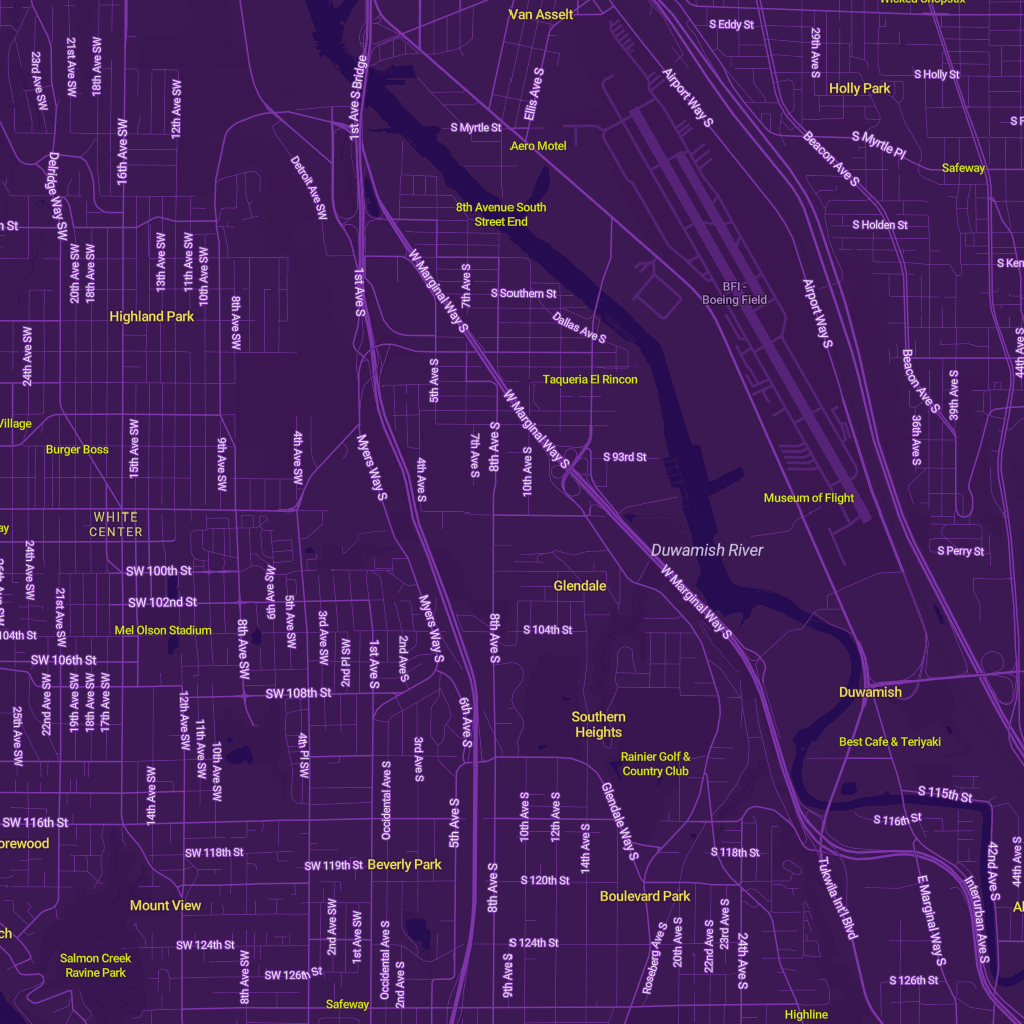 Van Asselt
S Eddy St
29th Ave S
23rd Ave SW
21st Ave SW
18th Ave SW
12th Ave SW
1st Ave S Bridge
Ellis Ave S
Airport Way S
S Holly St
Holly Park
16th Ave SW
S Myrtle St
Aero Motel
Beacon Ave S
S Myrtle Pl
Safeway
Delridge Way SW
Detroit Ave SW
8th Avenue South
Street End
S Holden St
20th Ave SW
18th Ave SW
13th Ave SW
11th Ave SW
10th Ave SW
8th Ave SW
1st Ave S
W Marginal Way S
7th Ave S
S Southern St
BFI -
Boeing Field
Airport Way S
Highland Park
Dallas Ave S
24th Ave SW
5th Ave S
Taqueria El Rincon
Beacon Ave S
39th Ave S
44th Ave S
36th Ave S
Village
Burger Boss
15th Ave SW
9th Ave SW
4th Ave SW
Myers Way S
4th Ave S
7th Ave S
8th Ave S
10th Ave S
W Marginal Way S
S 93rd St
Museum of Flight
WHITE
CENTER
24th Ave SW
SW 100th St
Duwamish River
S Perry St
Glendale
21st Ave SW
SW 102nd St
6th Ave SW
5th Ave SW
Mel Olson Stadium
104th St
3rd Ave SW
2nd Pl SW
1st Ave S
2nd Ave S
Myers Way S
8th Ave S
S 104th St
W Marginal Way S
8th Ave SW
SW 106th St
SW 108th St
Duwamish
25th Ave SW
22nd Ave SW
19th Ave SW
18th Ave SW
17th Ave SW
12th Ave SW
11th Ave SW
10th Ave SW
4th Pl SW
3rd Ave S
6th Ave S
Southern
Heights
Rainier Golf &
Country Club
Best Cafe & Teriyaki
14th Ave SW
Occidental Ave S
5th Ave S
10th Ave S
12th Ave S
14th Ave S
Glendale Way S
S 115th St
S 116th St
SW 116th St
orewood
SW 118th St
SW 119th St
Beverly Park
S 118th St
Tukwila Int'l Blvd
42nd Ave S
44th Ave S
8th Ave S
S 120th St
Boulevard Park
E Marginal Way S
Interurban Ave S
Mount View
2nd Ave SW
1st Ave SW
Occidental Ave S
2nd Ave S
SW 124th St
S 124th St
Roseberg Ave S
20th Ave S
22nd Ave S
23rd Ave S
24th Ave S
Salmon Creek
Ravine Park
8th Ave SW
SW 126th St
9th Ave S
S 126th St
Safeway
Highline